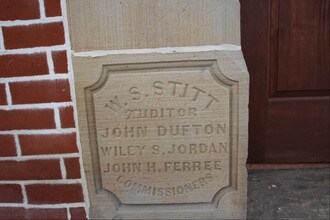 W. S. STITT
AUDITOR
JOHN DUFTON
WILEY S. JORDAN
JOHN H. FERREE
COMMISSIONERS